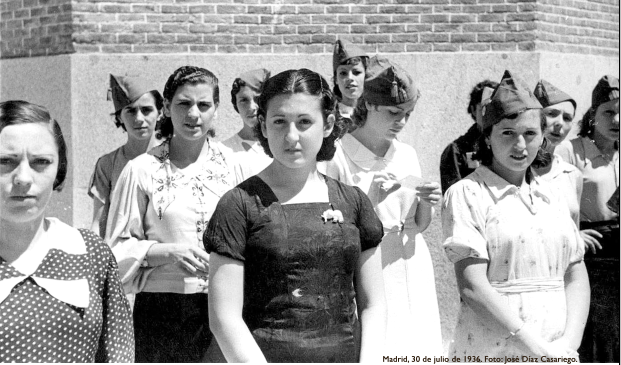 Madrid, 30 de julio de 1936. Foto: José Díaz Casariego.